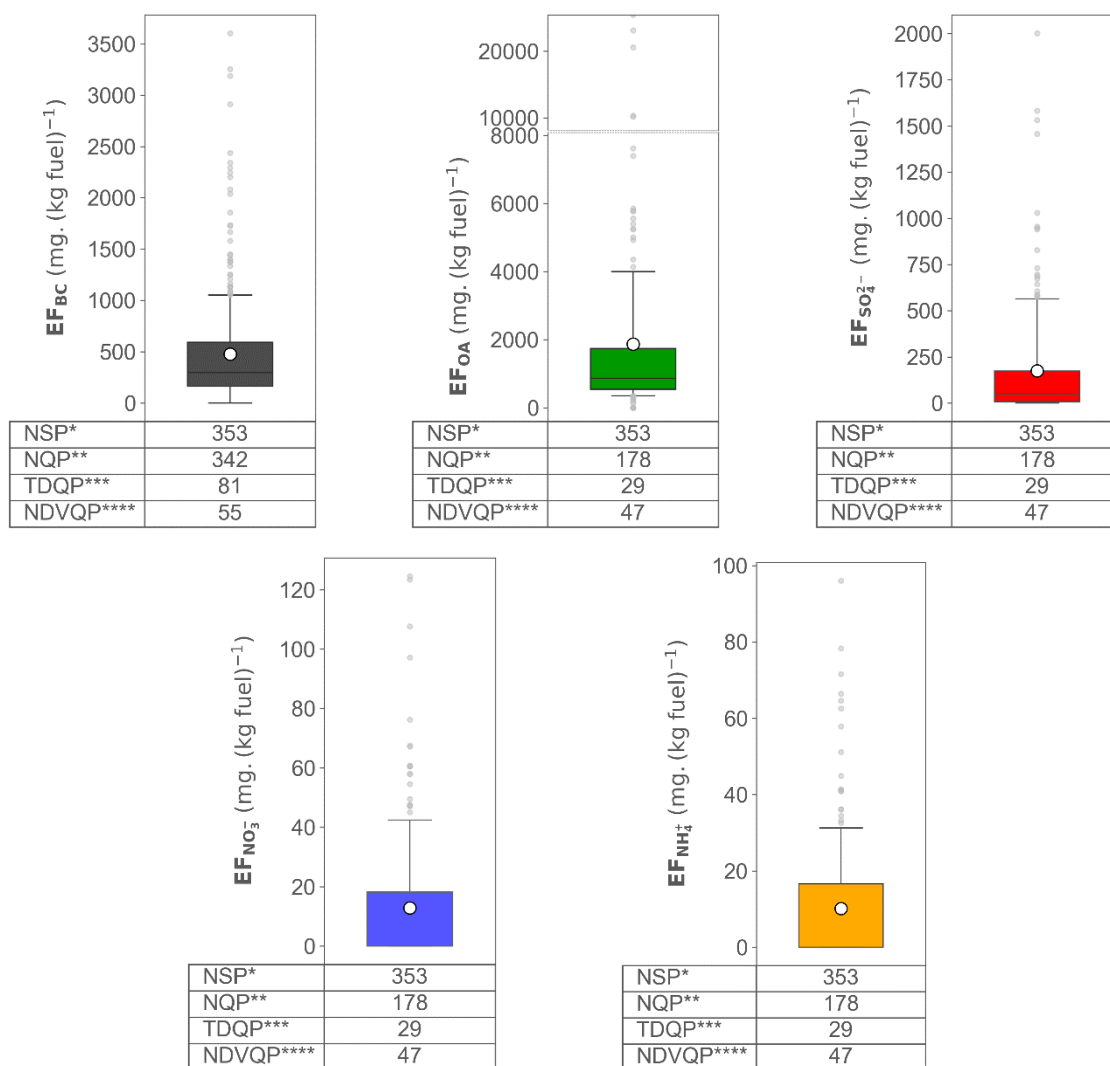 EF_BC (mg. (kg fuel)⁻¹)
3500
3000
2500
2000
1500
1000
500
0
NSP* 353
NQP** 342
TDQP*** 81
NDVQP**** 55
EF_OA (mg. (kg fuel)⁻¹)
20000
10000
8000
6000
4000
2000
0
NSP* 353
NQP** 178
TDQP*** 29
NDVQP**** 47
EF_SO₄²⁻ (mg. (kg fuel)⁻¹)
2000
1750
1500
1250
1000
750
500
250
0
NSP* 353
NQP** 178
TDQP*** 29
NDVQP**** 47
EF_NO₃⁻ (mg. (kg fuel)⁻¹)
120
100
80
60
40
20
0
NSP* 353
NQP** 178
TDQP*** 29
NDVQP**** 47
EF_NH₄⁺ (mg. (kg fuel)⁻¹)
100
80
60
40
20
0
NSP* 353
NQP** 178
TDQP*** 29
NDVQP**** 47